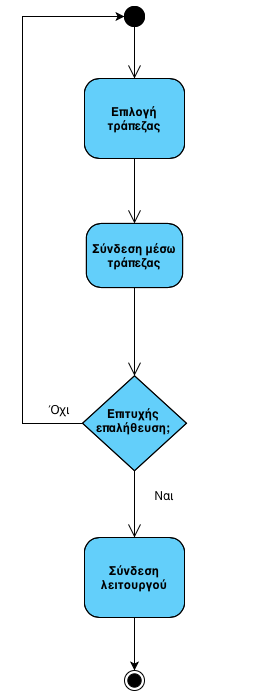 Επιλογή
τράπεζας
Σύνδεση μέσω
τράπεζας
Επιτυχής
επαλήθευση;
Όχι
Ναι
Σύνδεση
λειτουργού